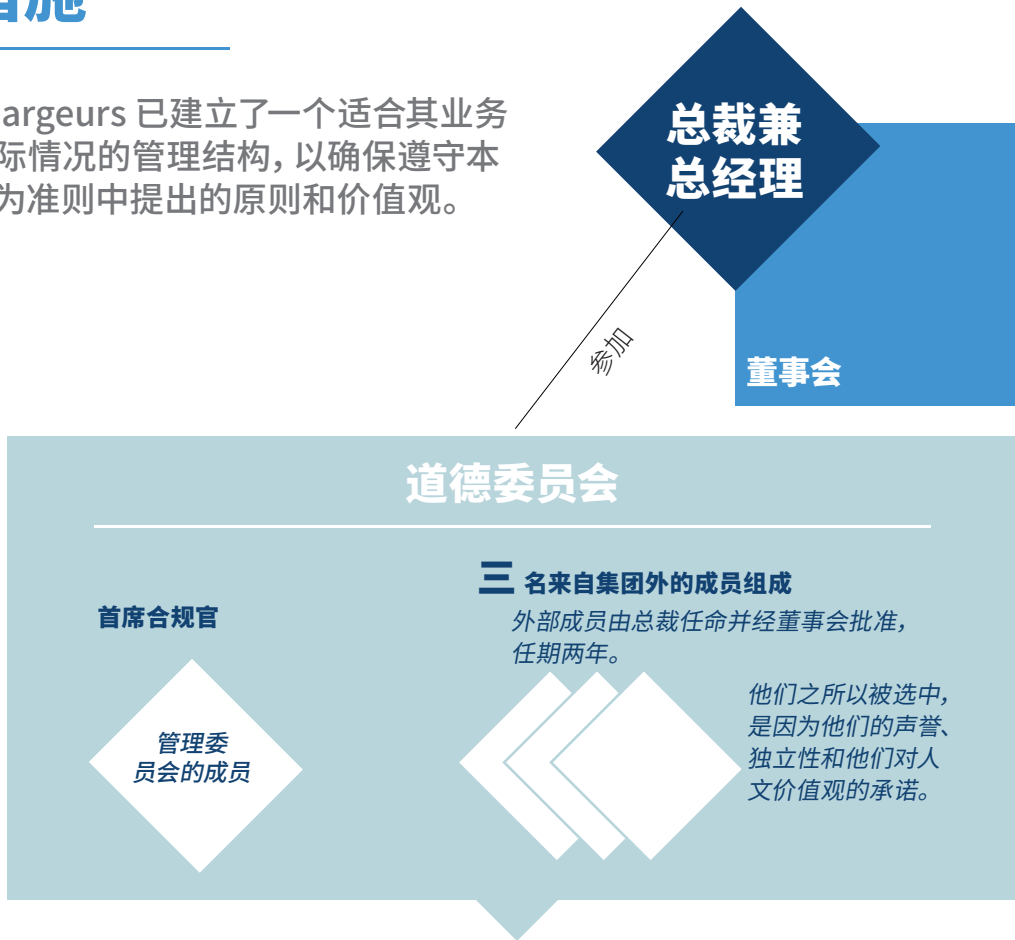 措施
argeurs 已建立了一个适合其业务
际情况的管理结构，以确保遵守本
为准则中提出的原则和价值观。
总裁兼
总经理
参加
董事会
道德委员会
首席合规官
管理委
员会的成员
三 名来自集团外的成员组成
外部成员由总裁任命并经董事会批准，
任期两年。
他们之所以被选中，
是因为他们的声誉、
独立性和他们对人
文价值观的承诺。